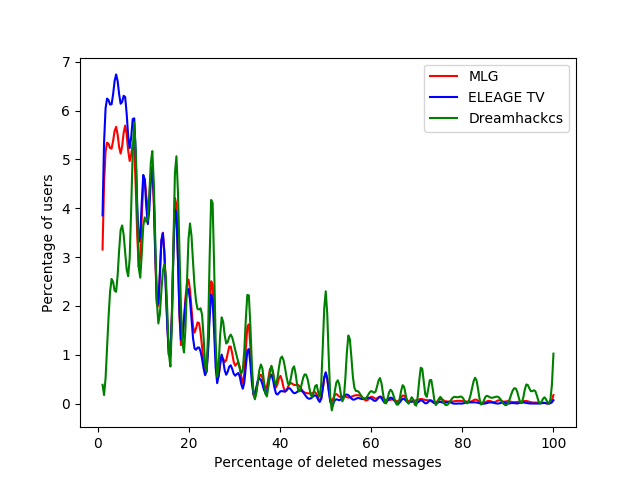 7
6
5
4
3
2
1
0
Percentage of users
MLG
ELEAGE TV
Dreamhackcs
0 20 40 60 80 100
Percentage of deleted messages